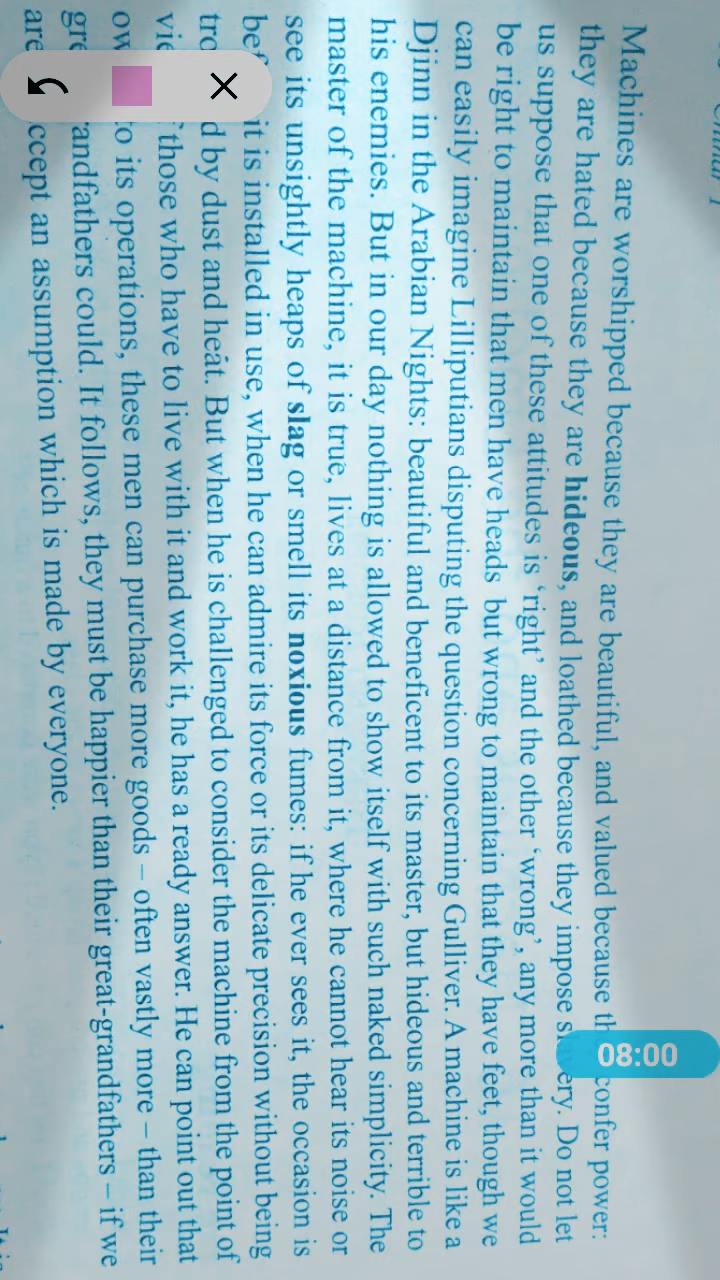 Machines are worshipped because they are beautiful, and valued because they confer power:
they are hated because they are hideous, and loathed because they impose slavery. Do not let
us suppose that one of these attitudes is ‘right’ and the other ‘wrong’, any more than it would
be right to maintain that men have heads but wrong to maintain that they have feet, though we
can easily imagine Lilliputians disputing the question concerning Gulliver. A machine is like a
Djinn in the Arabian Nights: beautiful and beneficent to its master, but hideous and terrible to
his enemies. But in our day nothing is allowed to show itself with such naked simplicity. The
master of the machine, it is true, lives at a distance from it, where he cannot hear its noise or
see its unsightly heaps of slag or smell its noxious fumes: if he ever sees it, the occasion is
it is installed in use, when he can admire its force or its delicate precision without being
by dust and heat. But when he is challenged to consider the machine from the point of
those who have to live with it and work it, he has a ready answer. He can point out that
to its operations, these men can purchase more goods – often vastly more – than their
could. It follows, they must be happier than their great-grandfathers – if we
are accept an assumption which is made by everyone.
08:00